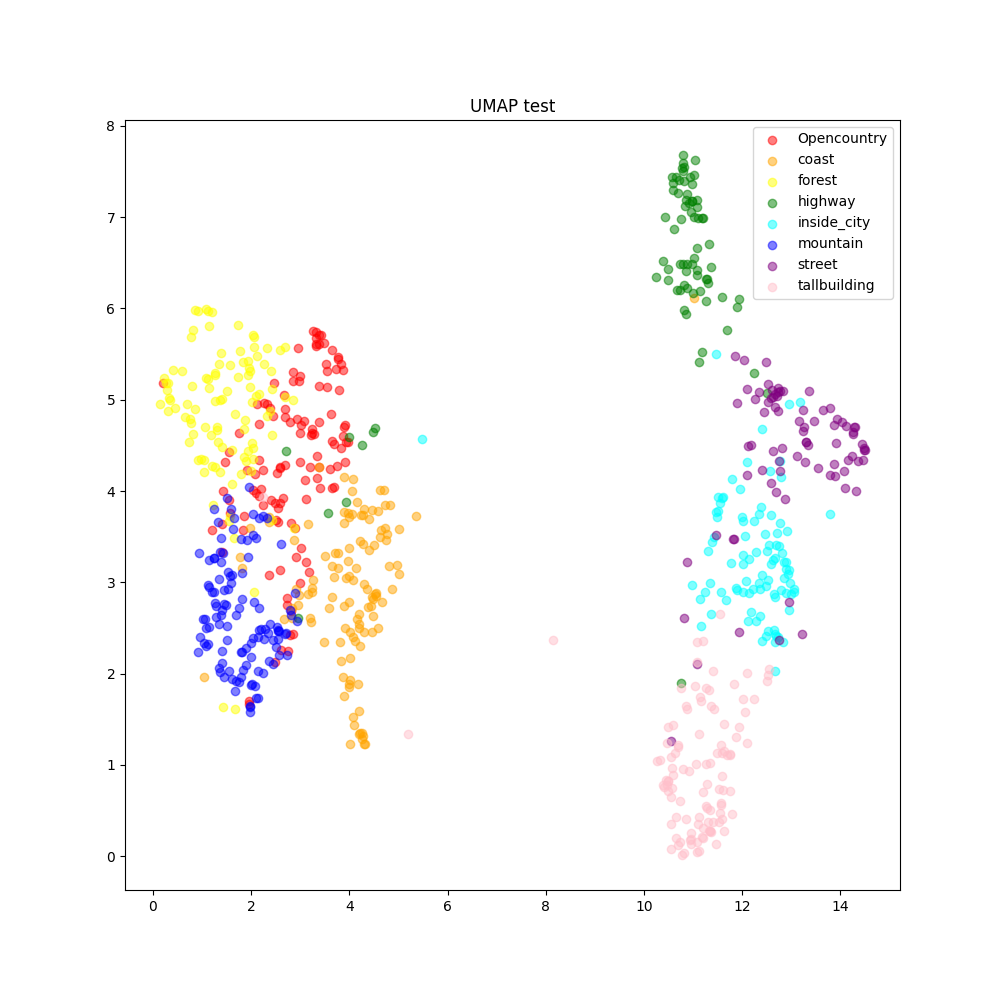 UMAP test
8
7
6
5
4
3
2
1
0
Opencountry
coast
forest
highway
inside_city
mountain
street
tallbuilding
0 2 4 6 8 10 12 14